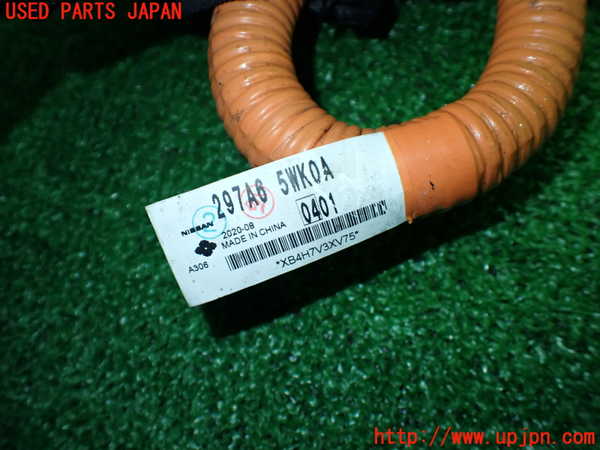 USED PARTS JAPAN
297A6 5WK0A
0401
NISSAN
2020-08
MADE IN CHINA
A306
*XB4H7V3XV75*
http://www.upjpn.com/